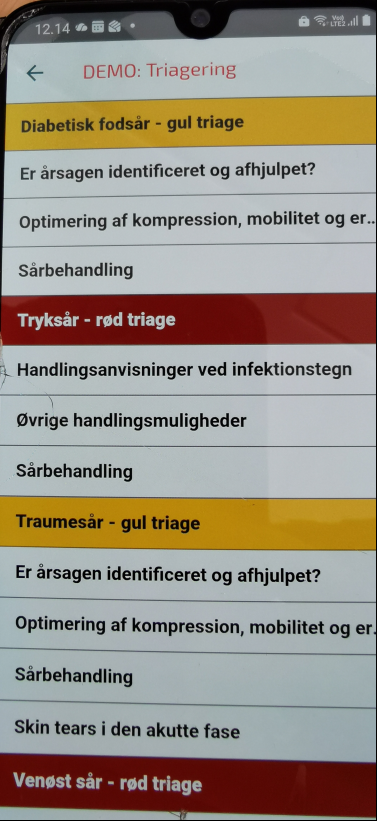 12.14
VoB
LTE2
DEMO: Triagering
Diabetisk fodsår - gul triage
Er årsagen identificeret og afhjulpet?
Optimering af kompression, mobilitet og er..
Sårbehandling
Tryksår - rød triage
Handlingsanvisninger ved infektionstegn
Øvrige handlingsmuligheder
Sårbehandling
Traumesår - gul triage
Er årsagen identificeret og afhjulpet?
Optimering af kompression, mobilitet og er.
Sårbehandling
Skin tears i den akutte fase
Venøst sår - rød triage